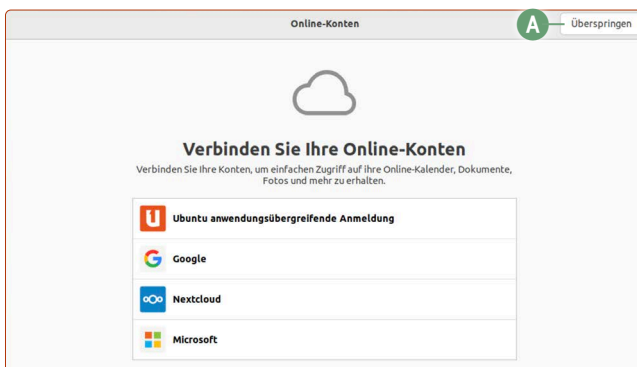 Online-Konten
A
Überspringen
Verbinden Sie Ihre Online-Konten
Verbinden Sie Ihre Konten, um einfachen Zugriff auf ihre Online-Kalender, Dokumente,
Fotos und mehr zu erhalten.
Ubuntu anwendungsübergreifende Anmeldung
Google
Nextcloud
Microsoft